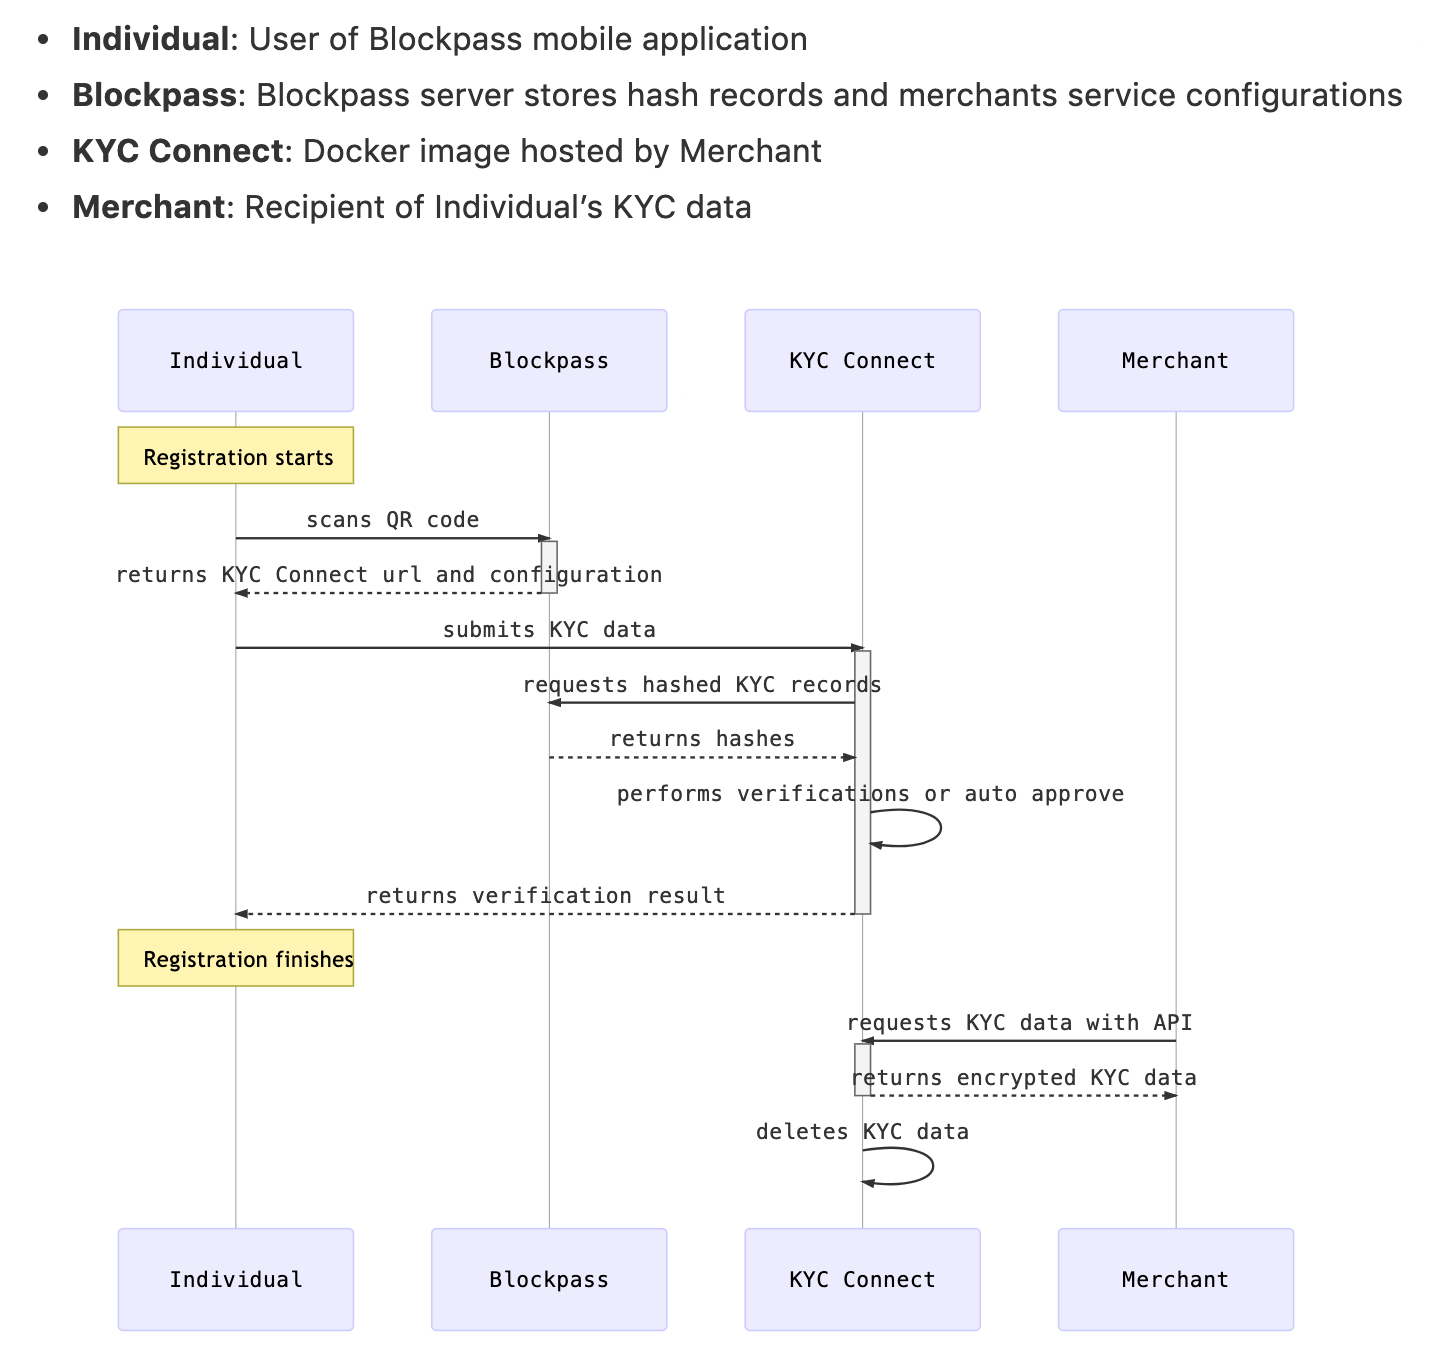 • Individual: User of Blockpass mobile application
• Blockpass: Blockpass server stores hash records and merchants service configurations
• KYC Connect: Docker image hosted by Merchant
• Merchant: Recipient of Individual’s KYC data
Individual
Blockpass
KYC Connect
Merchant
Registration starts
scans QR code
returns KYC Connect url and configuration
submits KYC data
requests hashed KYC records
returns hashes
performs verifications or auto approve
returns verification result
Registration finishes
requests KYC data with API
returns encrypted KYC data
deletes KYC data
Individual
Blockpass
KYC Connect
Merchant